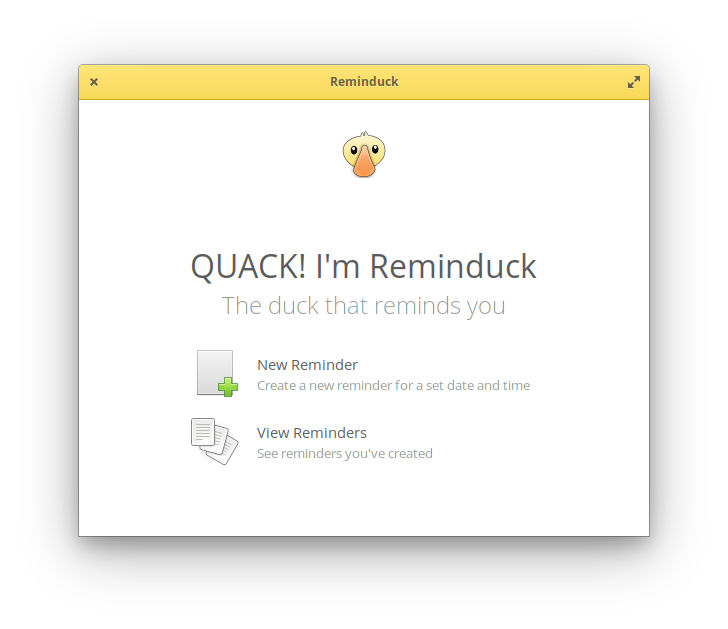 Reminduck
QUACK! I'm Reminduck
The duck that reminds you
New Reminder
Create a new reminder for a set date and time
View Reminders
See reminders you've created